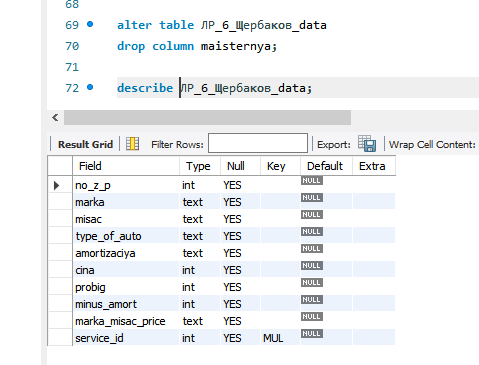 68
69 alter table ЛР_6_Щербаков_data
70 drop column maisternya;
71
72 describe ЛР_6_Щербаков_data;
Result Grid Filter Rows: Export: Wrap Cell Content:
Field Type Null Key Default Extra
no_z_p int YES NULL
marka text YES NULL
misac text YES NULL
type_of_auto text YES NULL
amortizaciya text YES NULL
cina int YES NULL
probig int YES NULL
minus_amort int YES NULL
marka_misac_price text YES NULL
service_id int YES MUL NULL